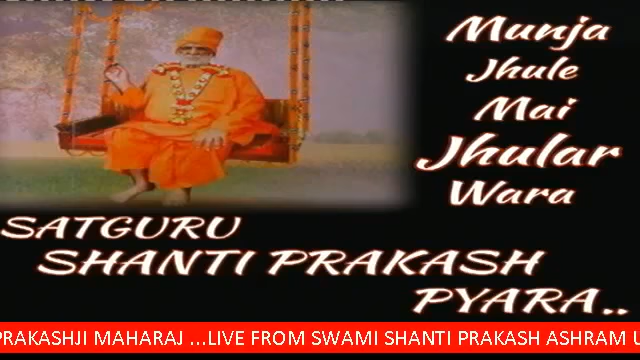 Munja
Jhule
Mai
Jhular
Wara
SATGURU
SHANTI PRAKASH
PYARA..
PRAKASHJI MAHARAJ ...LIVE FROM SWAMI SHANTI PRAKASH ASHRAM U